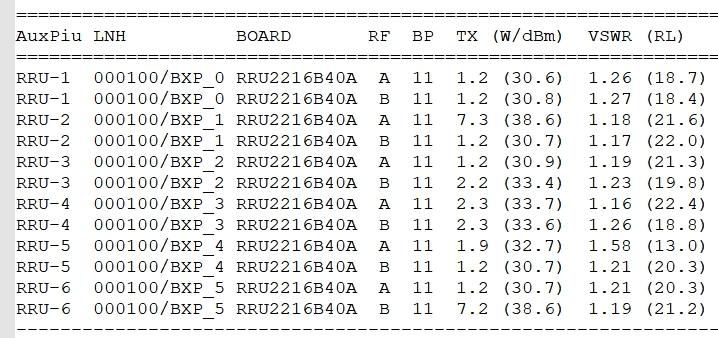 ================================================================
AuxPiu LNH BOARD RF BP TX (W/dBm) VSWR (RL)
================================================================
RRU-1 000100/BXP_0 RRU2216B40A A 11 1.2 (30.6) 1.26 (18.7)
RRU-1 000100/BXP_0 RRU2216B40A B 11 1.2 (30.8) 1.27 (18.4)
RRU-2 000100/BXP_1 RRU2216B40A A 11 7.3 (38.6) 1.18 (21.6)
RRU-2 000100/BXP_1 RRU2216B40A B 11 1.2 (30.7) 1.17 (22.0)
RRU-3 000100/BXP_2 RRU2216B40A A 11 1.2 (30.9) 1.19 (21.3)
RRU-3 000100/BXP_2 RRU2216B40A B 11 2.2 (33.4) 1.23 (19.8)
RRU-4 000100/BXP_3 RRU2216B40A A 11 2.3 (33.7) 1.16 (22.4)
RRU-4 000100/BXP_3 RRU2216B40A B 11 2.3 (33.6) 1.26 (18.8)
RRU-5 000100/BXP_4 RRU2216B40A A 11 1.9 (32.7) 1.58 (13.0)
RRU-5 000100/BXP_4 RRU2216B40A B 11 1.2 (30.7) 1.21 (20.3)
RRU-6 000100/BXP_5 RRU2216B40A A 11 1.2 (30.7) 1.21 (20.3)
RRU-6 000100/BXP_5 RRU2216B40A B 11 7.2 (38.6) 1.19 (21.2)
----------------------------------------------------------------